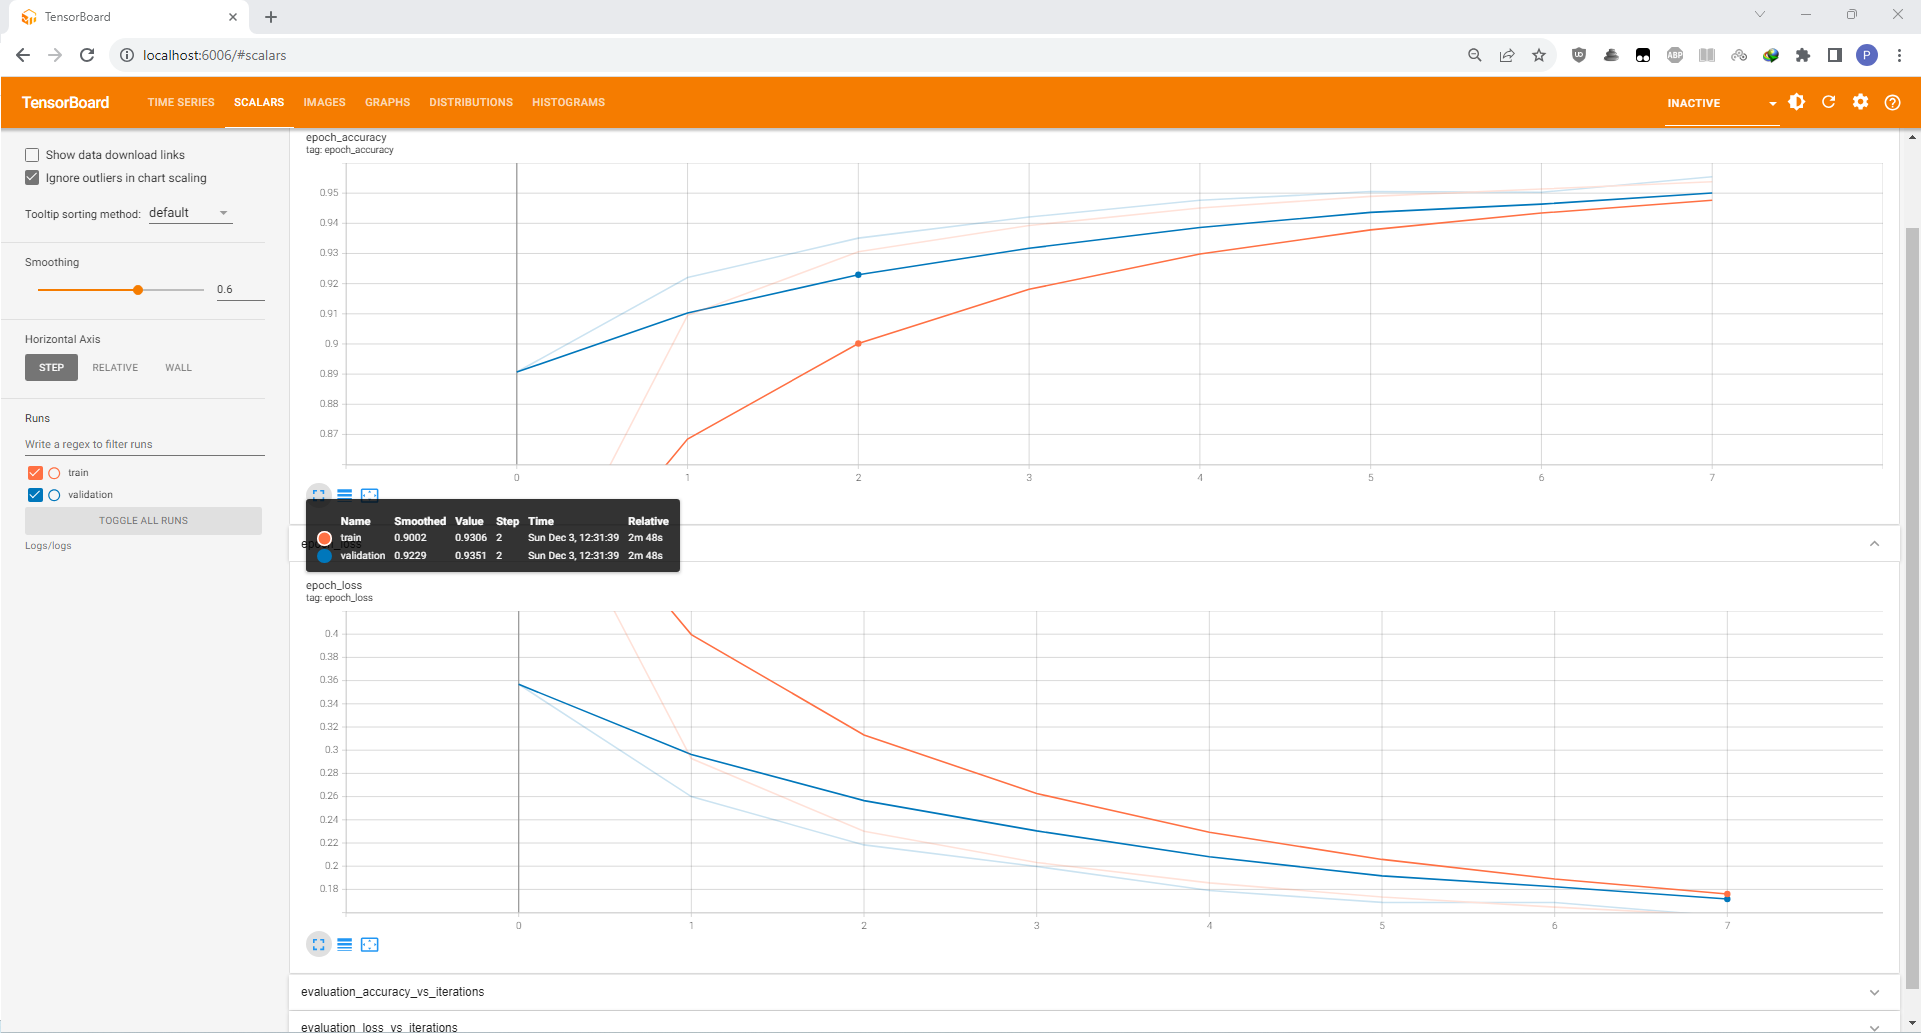 TensorBoard
localhost:6006/#scalars
P
TensorBoard
TIME SERIES SCALARS IMAGES GRAPHS DISTRIBUTIONS HISTOGRAMS INACTIVE
Show data download links
Ignore outliers in chart scaling
Tooltip sorting method: default
Smoothing
0.6
Horizontal Axis
STEP RELATIVE WALL
Runs
Write a regex to filter runs
train
validation
TOGGLE ALL RUNS
Logs/logs
epoch_accuracy
tag: epoch_accuracy
0.95
0.94
0.93
0.92
0.91
0.9
0.89
0.88
0.87
0 1 2 3 4 5 6 7
Name Smoothed Value Step Time Relative
train 0.9002 0.9306 2 Sun Dec 3, 12:31:39 2m 48s
validation 0.9229 0.9351 2 Sun Dec 3, 12:31:39 2m 48s
epoch_loss
tag: epoch_loss
0.4
0.38
0.36
0.34
0.32
0.3
0.28
0.26
0.24
0.22
0.2
0.18
0 1 2 3 4 5 6 7
evaluation_accuracy_vs_iterations
evaluation_loss_vs_iterations